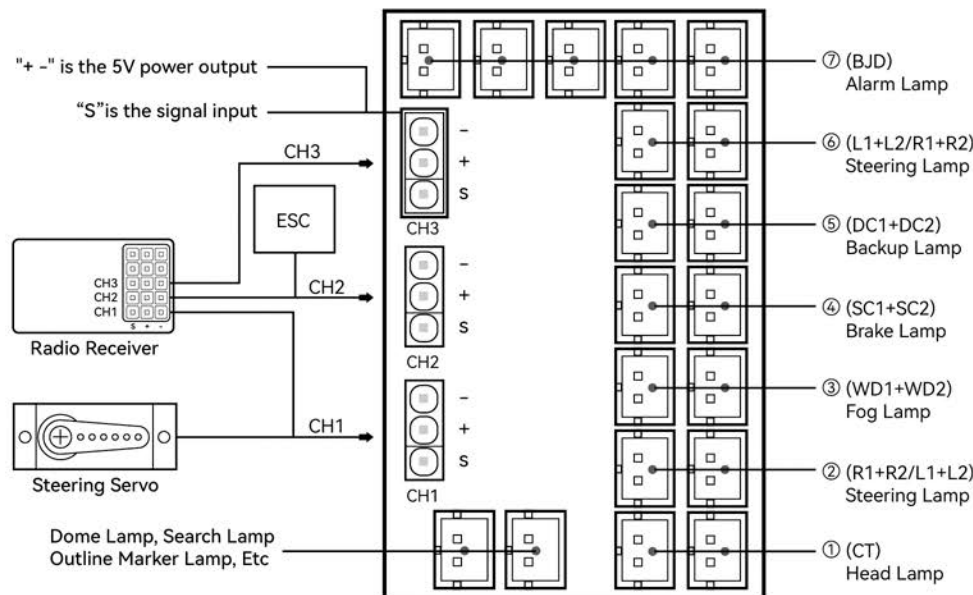 "+ -" is the 5V power output
“S”is the signal input
CH3
ESC
CH2
CH3
CH2
CH1
S + -
Radio Receiver
CH1
Steering Servo
Dome Lamp, Search Lamp
Outline Marker Lamp, Etc
-
+
S
CH3
-
+
S
CH2
-
+
S
CH1
⑦ (BJD)
Alarm Lamp
⑥ (L1+L2/R1+R2)
Steering Lamp
⑤ (DC1+DC2)
Backup Lamp
④ (SC1+SC2)
Brake Lamp
③ (WD1+WD2)
Fog Lamp
② (R1+R2/L1+L2)
Steering Lamp
① (CT)
Head Lamp